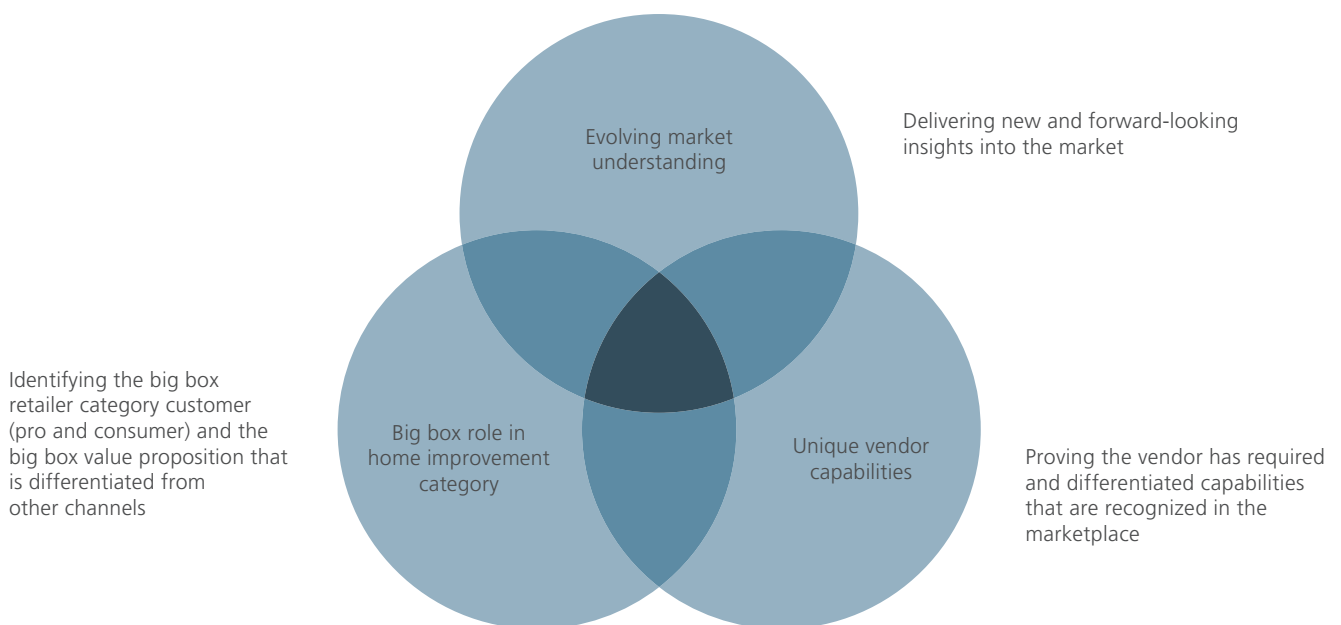 Evolving market
understanding
Delivering new and forward-looking
insights into the market
Identifying the big box
retailer category customer
(pro and consumer) and the
big box value proposition that
is differentiated from
other channels
Big box role in
home improvement
category
Unique vendor
capabilities
Proving the vendor has required
and differentiated capabilities
that are recognized in the
marketplace